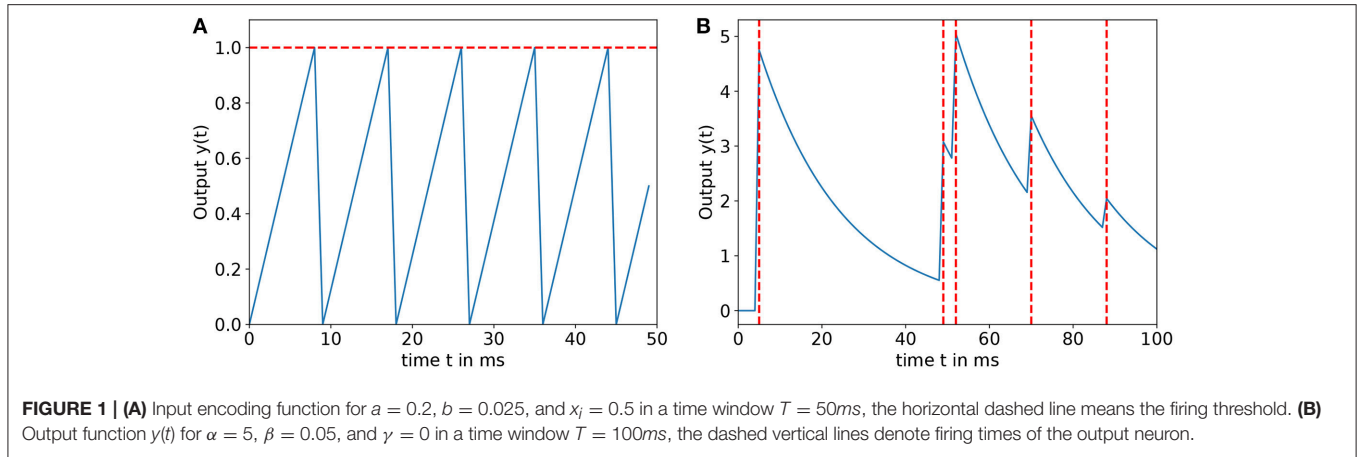 A
Output y(t)
1.0
0.8
0.6
0.4
0.2
0.0
0 10 20 30 40 50
time t in ms
B
Output y(t)
5
4
3
2
1
0
0 20 40 60 80 100
time t in ms
FIGURE 1 | (A) Input encoding function for a = 0.2, b = 0.025, and xᵢ = 0.5 in a time window T = 50ms, the horizontal dashed line means the firing threshold. (B)
Output function y(t) for α = 5, β = 0.05, and γ = 0 in a time window T = 100ms, the dashed vertical lines denote firing times of the output neuron.